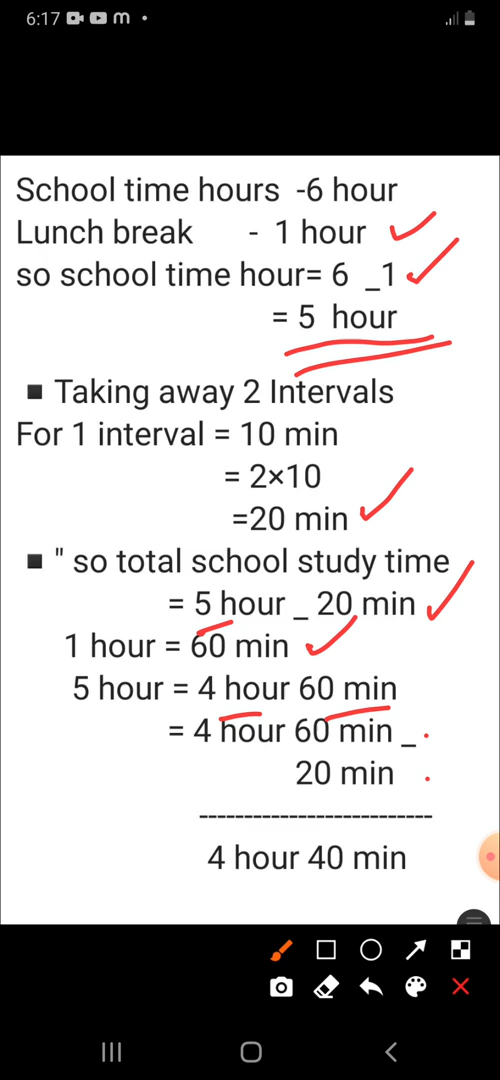 6:17 m
School time hours -6 hour
Lunch break - 1 hour
so school time hour= 6 _1
= 5 hour
▪ Taking away 2 Intervals
For 1 interval = 10 min
= 2×10
=20 min
▪ " so total school study time
= 5 hour _ 20 min
1 hour = 60 min
5 hour = 4 hour 60 min
= 4 hour 60 min _
20 min
--------------------------
4 hour 40 min